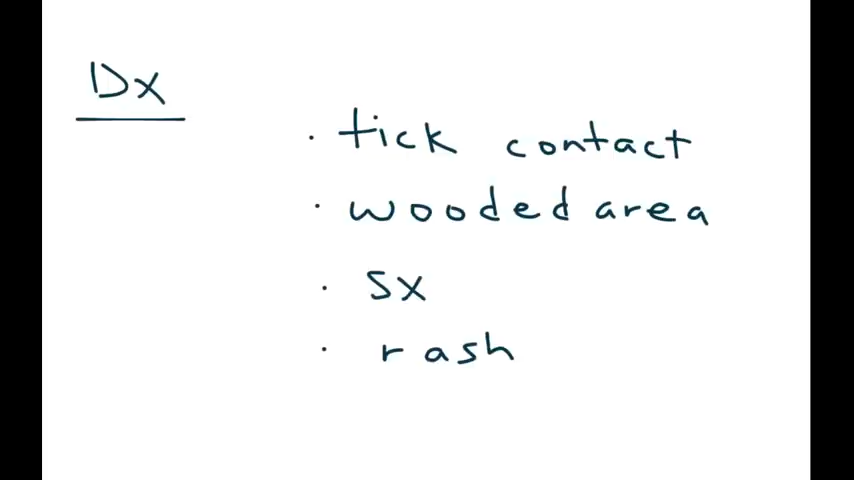 Dx
· tick contact
· wooded area
· Sx
· rash